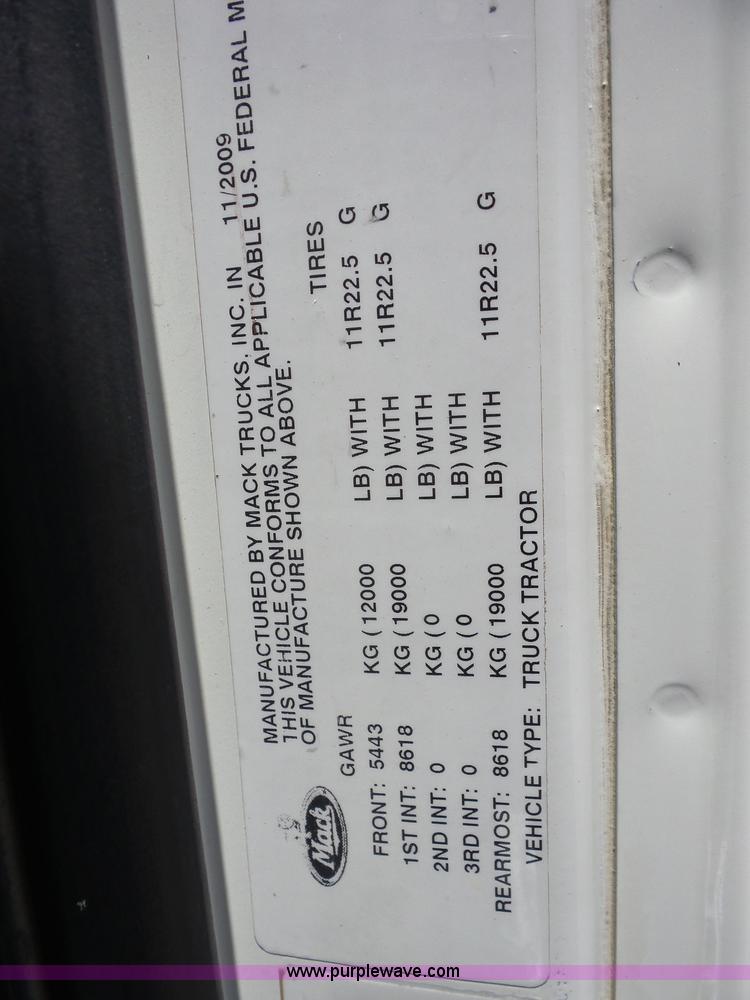 MANUFACTURED BY MACK TRUCKS, INC. IN 11/2009
THIS VEHICLE CONFORMS TO ALL APPLICABLE U.S. FEDERAL M
OF MANUFACTURE SHOWN ABOVE.
Mack
GAWR TIRES
FRONT: 5443 KG ( 12000 LB) WITH 11R22.5 G
1ST INT: 8618 KG ( 19000 LB) WITH 11R22.5 G
2ND INT: 0 KG ( 0 LB) WITH
3RD INT: 0 KG ( 0 LB) WITH
REARMOST: 8618 KG ( 19000 LB) WITH 11R22.5 G
VEHICLE TYPE: TRUCK TRACTOR
www.purplewave.com